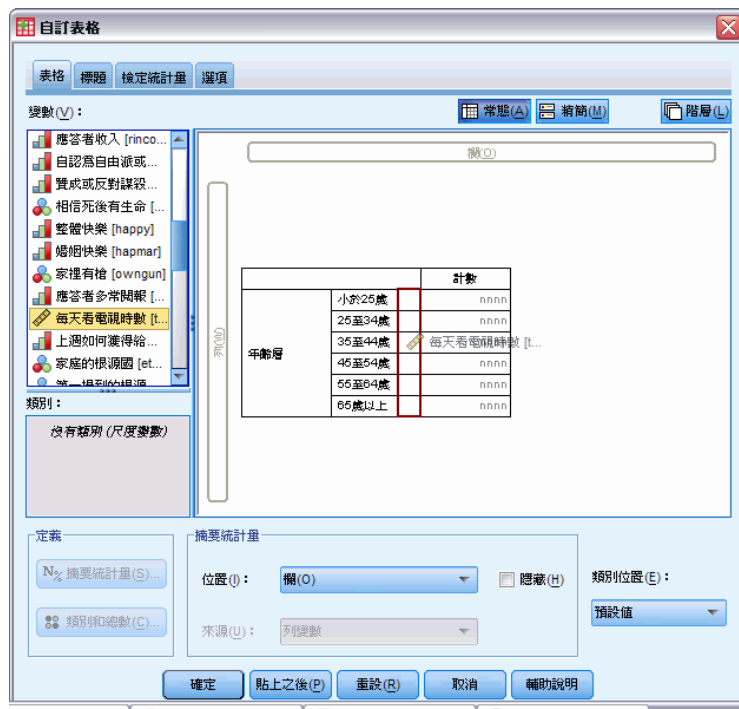 自訂表格
表格 標題 檢定統計量 選項
變數(V)：
常態(A) 精簡(M) 階層(L)
應答者收入 [rinco...
自認為自由派或...
贊成或反對謀殺...
相信死後有生命 [...
整體快樂 [happy]
婚姻快樂 [hapmar]
家裡有槍 [owngun]
應答者多常閱報 [...
每天看電視時數 [t...
上週如何獲得給...
家庭的根源國 [et...
第一提到的根源
類別：
沒有類別 (尺度變數)
欄(O)
列(W)
計數
年齡層
小於25歲 nnnn
25至34歲 nnnn
35至44歲 每天看電視時數 [t...
45至54歲 nnnn
55至64歲 nnnn
65歲以上 nnnn
定義
N% 摘要統計量(S)...
類別和總數(C)...
摘要統計量
位置(I)： 欄(O) 隱藏(H)
來源(U)： 列變數
類別位置(E)：
預設值
確定 貼上之後(P) 重設(R) 取消 輔助說明